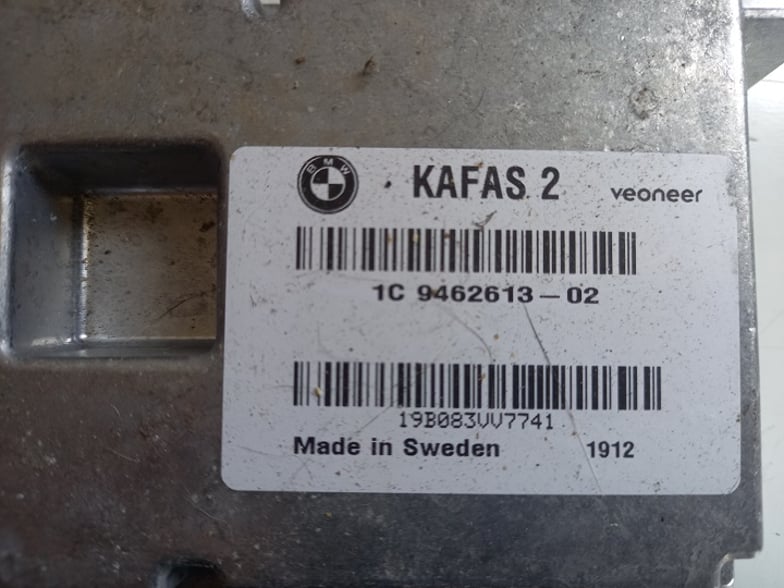 BMW KAFAS 2 veoneer
1C 9462613-02
19B083VV7741
Made in Sweden 1912